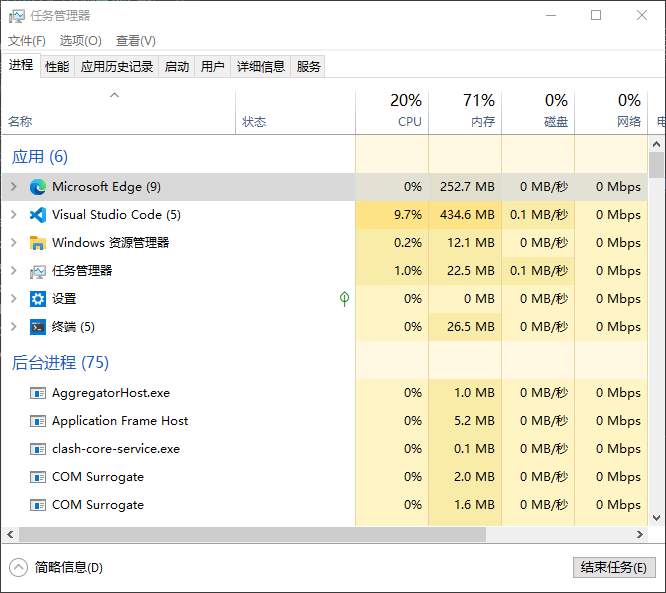 任务管理器
文件(F) 选项(O) 查看(V)
进程 性能 应用历史记录 启动 用户 详细信息 服务
20% 71% 0% 0%
名称 状态 CPU 内存 磁盘 网络
应用 (6)
Microsoft Edge (9) 0% 252.7 MB 0 MB/秒 0 Mbps
Visual Studio Code (5) 9.7% 434.6 MB 0.1 MB/秒 0 Mbps
Windows 资源管理器 0.2% 12.1 MB 0 MB/秒 0 Mbps
任务管理器 1.0% 22.5 MB 0.1 MB/秒 0 Mbps
设置 0% 0 MB 0 MB/秒 0 Mbps
终端 (5) 0% 26.5 MB 0 MB/秒 0 Mbps
后台进程 (75)
AggregatorHost.exe 0% 1.0 MB 0 MB/秒 0 Mbps
Application Frame Host 0% 5.2 MB 0 MB/秒 0 Mbps
clash-core-service.exe 0% 0.1 MB 0 MB/秒 0 Mbps
COM Surrogate 0% 2.0 MB 0 MB/秒 0 Mbps
COM Surrogate 0% 1.6 MB 0 MB/秒 0 Mbps
简略信息(D) 结束任务(E)